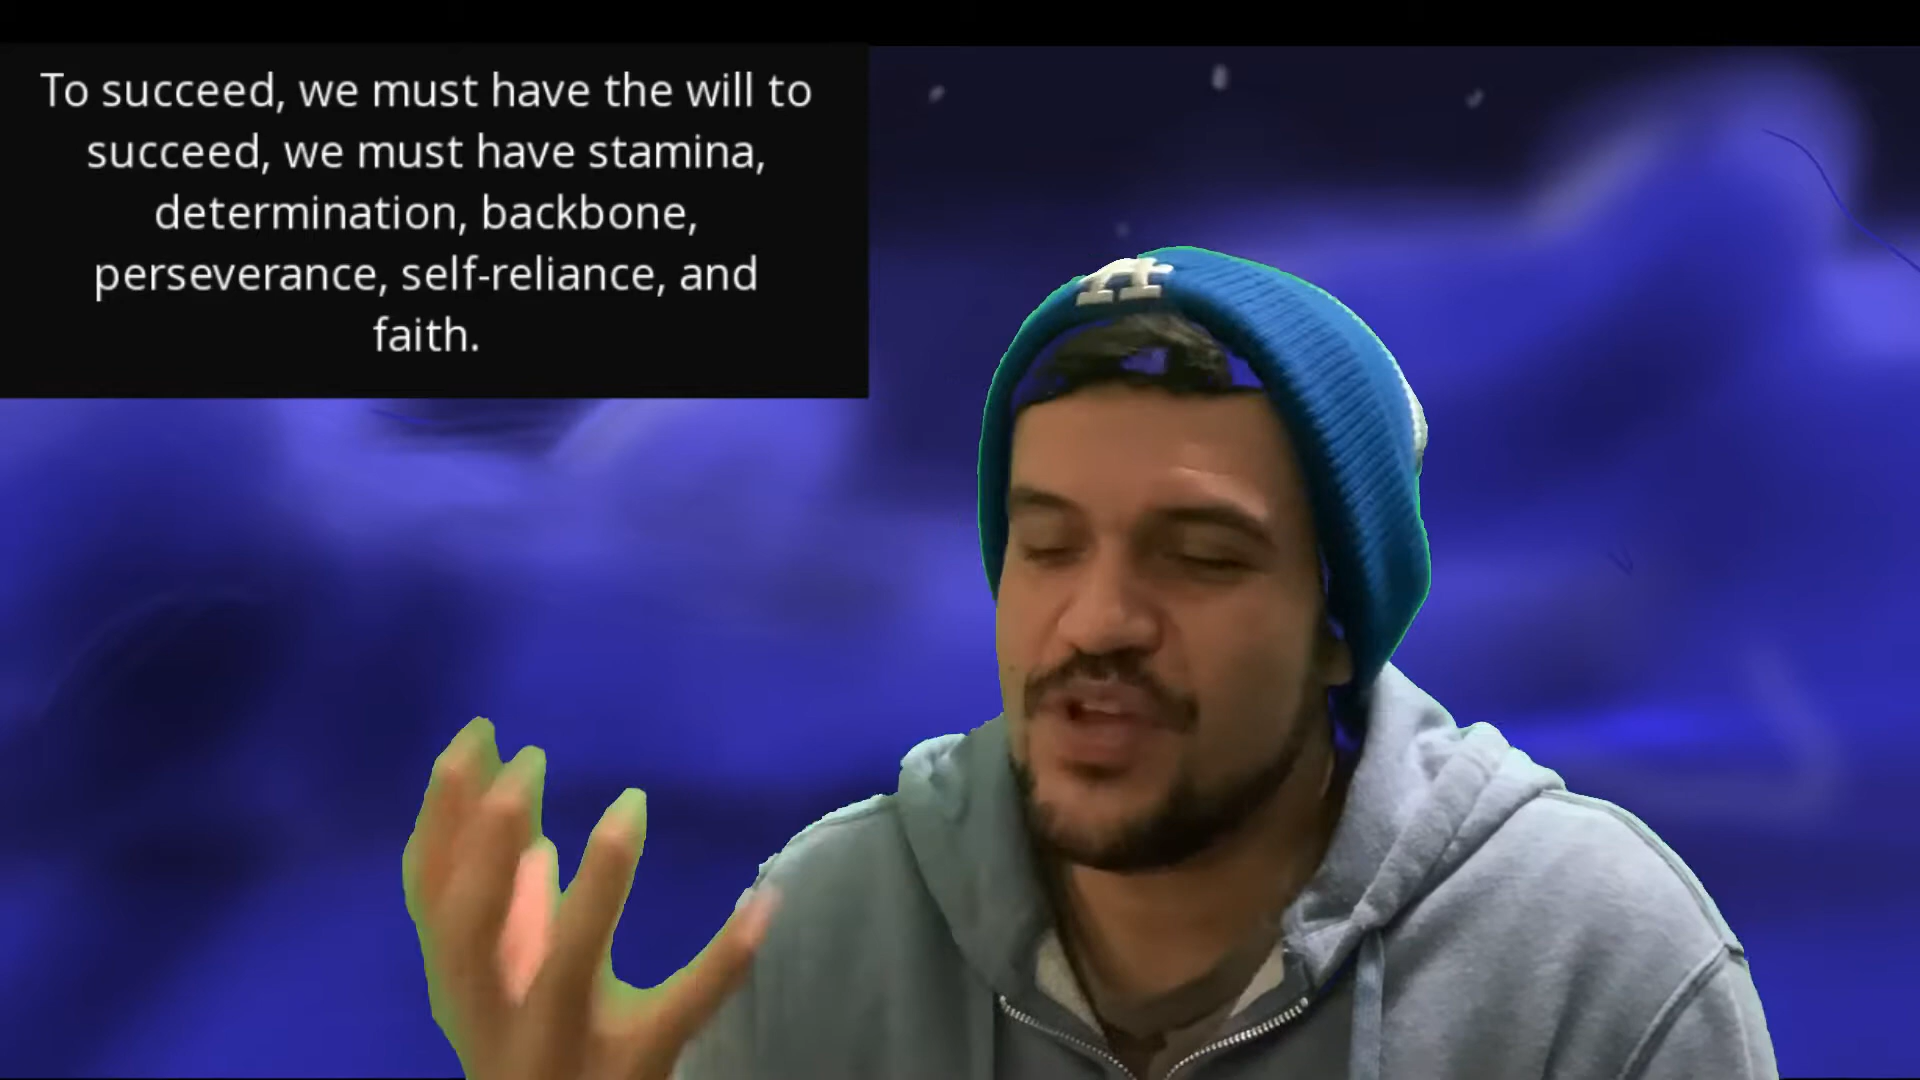 To succeed, we must have the will to
succeed, we must have stamina,
determination, backbone,
perseverance, self-reliance, and
faith.